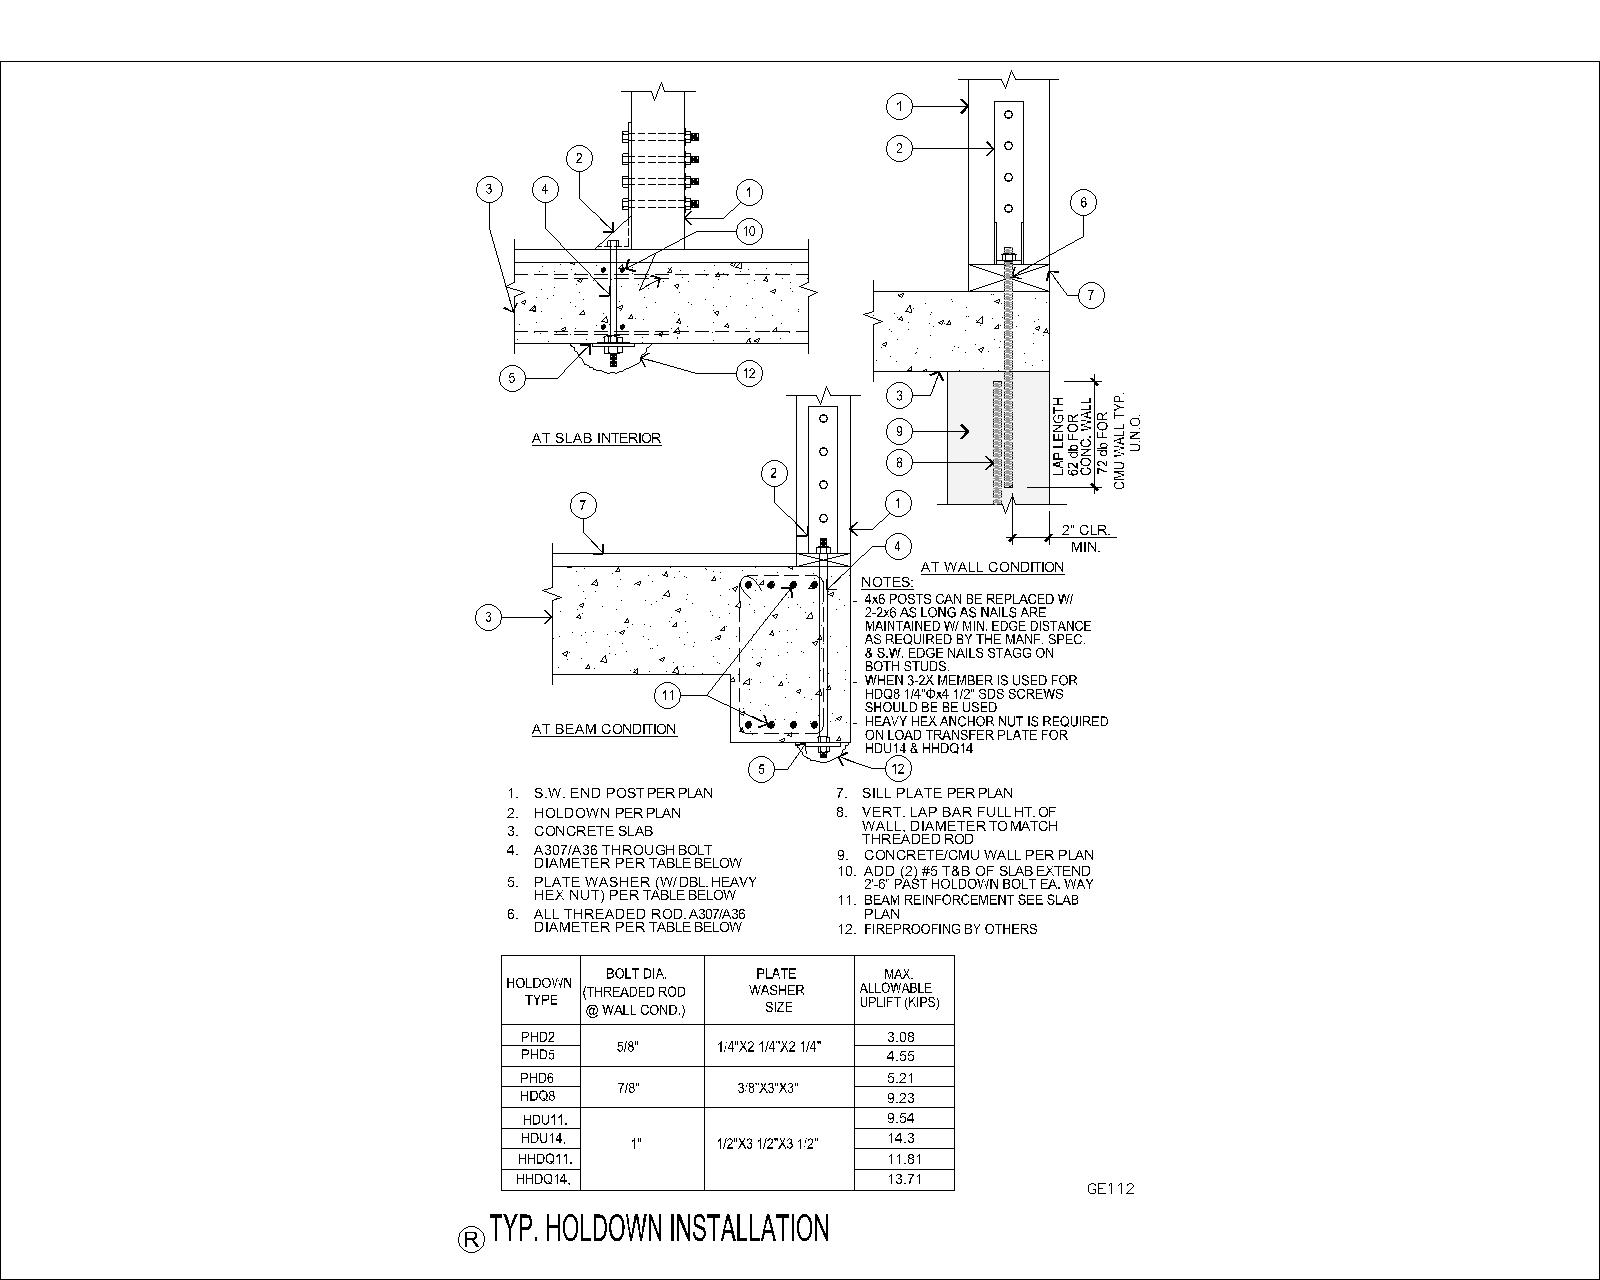 1
2
3
4
2
1
10
5
12
AT SLAB INTERIOR
6
7
3
9
8
LAP LENGTH
62 db FOR
CONC. WALL
72 db FOR
CMU WALL TYP.
U.N.O.
2" CLR.
MIN.
AT WALL CONDITION
7
2
1
4
3
11
5
12
AT BEAM CONDITION
NOTES:
- 4x6 POSTS CAN BE REPLACED W/
2-2x6 AS LONG AS NAILS ARE
MAINTAINED W/ MIN. EDGE DISTANCE
AS REQUIRED BY THE MANF. SPEC.
& S.W. EDGE NAILS STAGG ON
BOTH STUDS.
- WHEN 3-2X MEMBER IS USED FOR
HDQ8 1/4"Φx4 1/2" SDS SCREWS
SHOULD BE BE USED
- HEAVY HEX ANCHOR NUT IS REQUIRED
ON LOAD TRANSFER PLATE FOR
HDU14 & HHDQ14
1. S.W. END POST PER PLAN
2. HOLDOWN PER PLAN
3. CONCRETE SLAB
4. A307/A36 THROUGH BOLT
DIAMETER PER TABLE BELOW
5. PLATE WASHER (W/ DBL. HEAVY
HEX NUT) PER TABLE BELOW
6. ALL THREADED ROD. A307/A36
DIAMETER PER TABLE BELOW
7. SILL PLATE PER PLAN
8. VERT. LAP BAR FULL HT. OF
WALL, DIAMETER TO MATCH
THREADED ROD
9. CONCRETE/CMU WALL PER PLAN
10. ADD (2) #5 T&B OF SLAB EXTEND
2'-6" PAST HOLDOWN BOLT EA. WAY
11. BEAM REINFORCEMENT SEE SLAB
PLAN
12. FIREPROOFING BY OTHERS
HOLDOWN
TYPE
BOLT DIA.
(THREADED ROD
@ WALL COND.)
PLATE
WASHER
SIZE
MAX.
ALLOWABLE
UPLIFT (KIPS)
PHD2
5/8"
1/4"X2 1/4"X2 1/4"
3.08
PHD5
4.55
PHD6
7/8"
3/8"X3"X3"
5.21
HDQ8
9.23
HDU11.
1"
1/2"X3 1/2"X3 1/2"
9.54
HDU14.
14.3
HHDQ11.
11.81
HHDQ14.
13.71
GE112
R TYP. HOLDOWN INSTALLATION